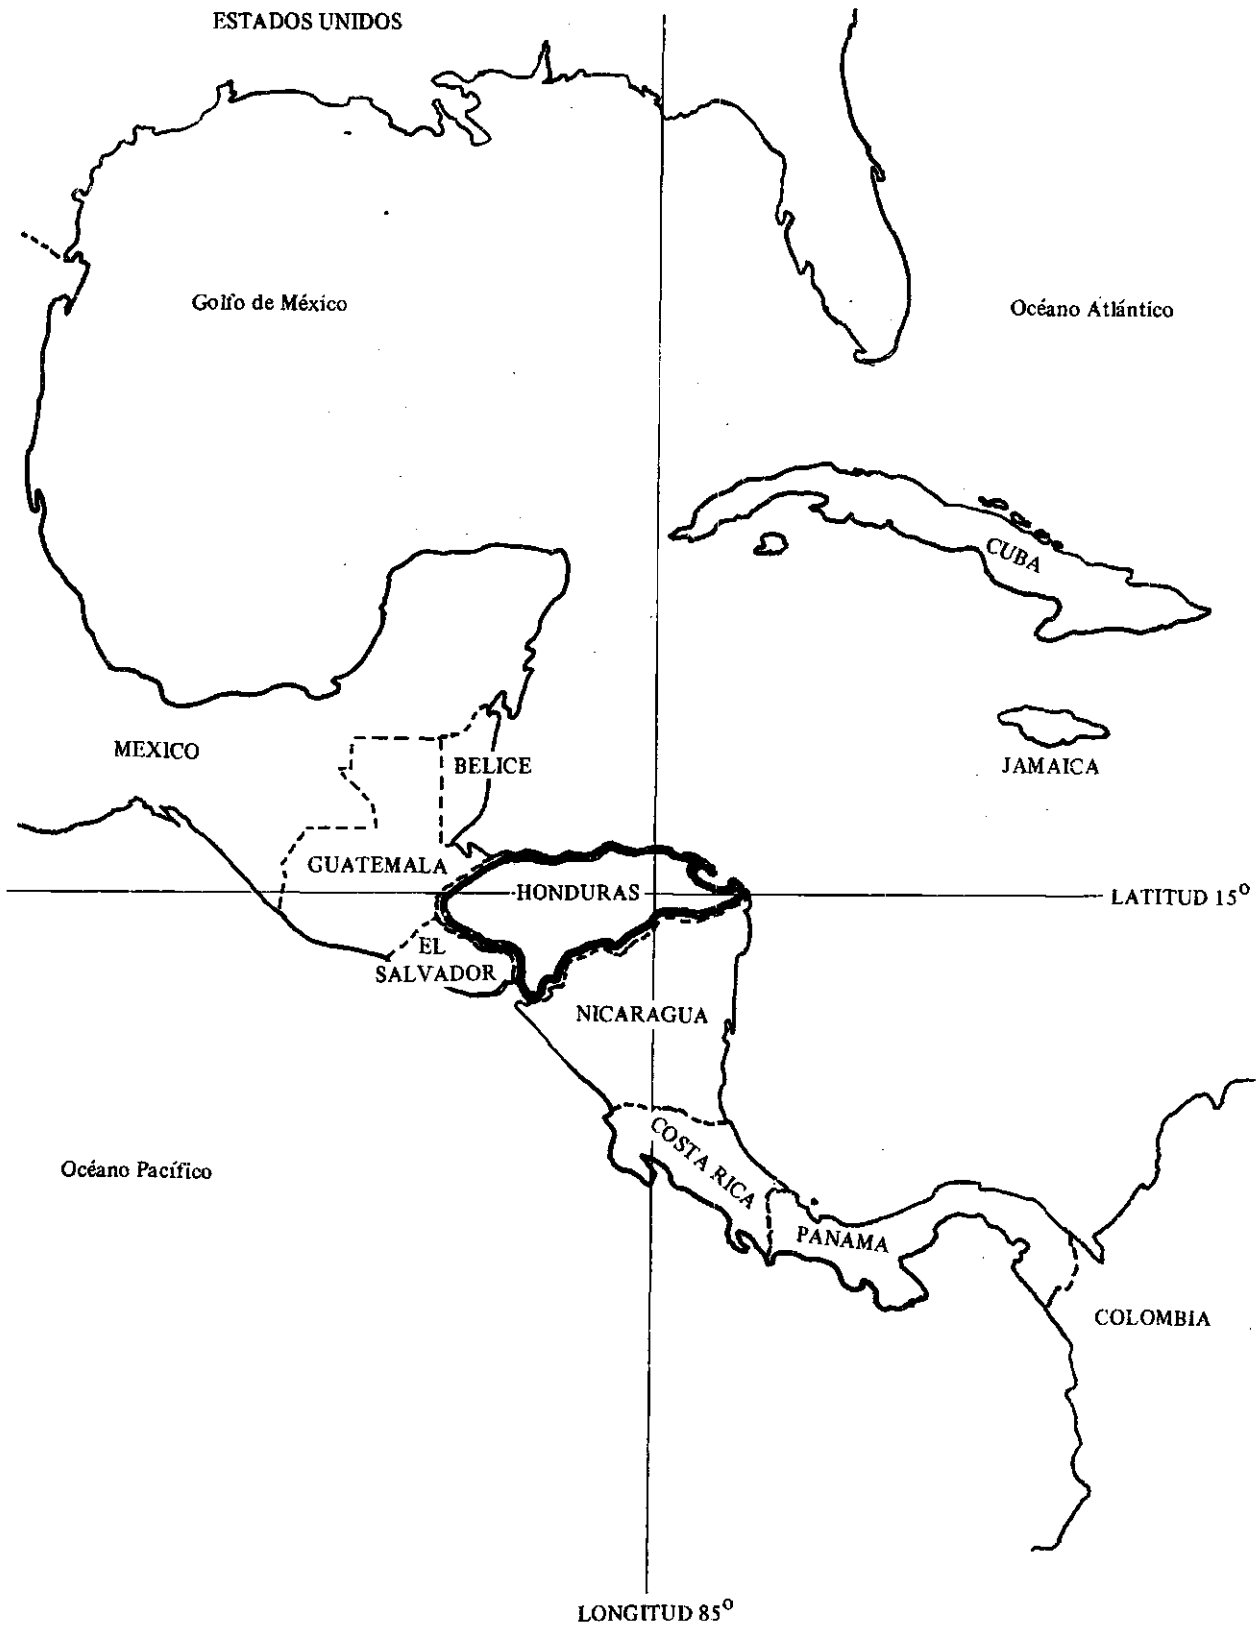 ESTADOS UNIDOS
Golfo de México
Océano Atlántico
CUBA
MEXICO
BELICE
JAMAICA
GUATEMALA
HONDURAS
LATITUD 15°
EL
SALVADOR
NICARAGUA
COSTA RICA
Océano Pacífico
PANAMA
COLOMBIA
LONGITUD 85°